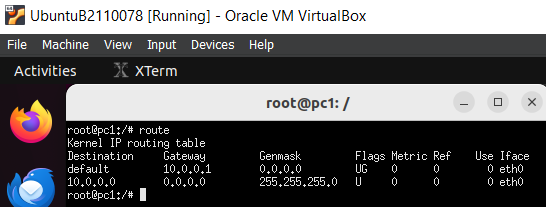 UbuntuB2110078 [Running] - Oracle VM VirtualBox
File Machine View Input Devices Help
Activities XTerm
root@pc1: /
root@pc1:/# route
Kernel IP routing table
Destination Gateway Genmask Flags Metric Ref Use Iface
default 10.0.0.1 0.0.0.0 UG 0 0 0 eth0
10.0.0.0 0.0.0.0 255.255.255.0 U 0 0 0 eth0
root@pc1:/#